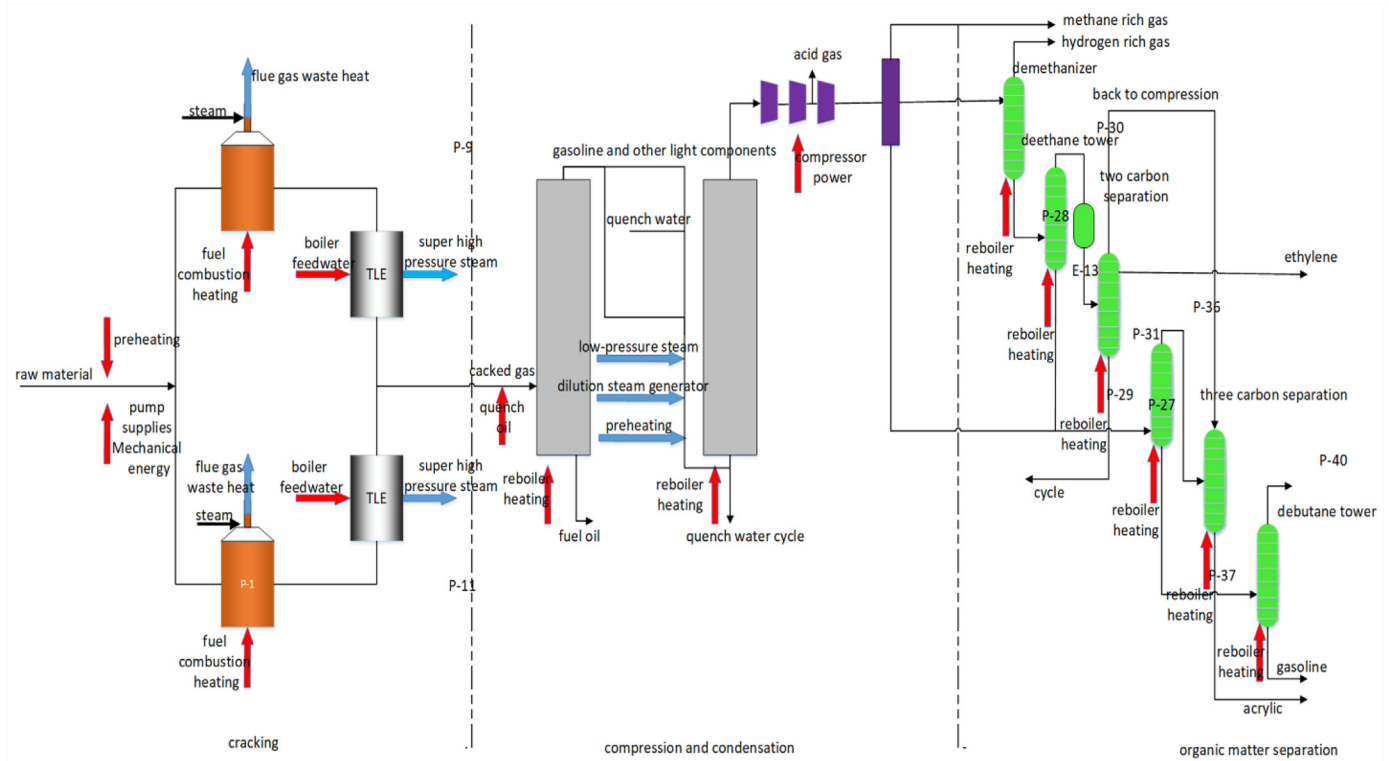 methane rich gas
hydrogen rich gas
acid gas
demethanizer
flue gas waste heat
steam
back to compression
P-30
P-9
gasoline and other light components
compressor
power
deethane tower
two carbon
separation
P-28
quench water
fuel
combustion
heating
boiler
feedwater
TLE
super high
pressure steam
reboiler
heating
E-13
ethylene
P-36
preheating
reboiler
heating
P-31
low-pressure steam
raw material
cacked gas
dilution steam generator
P-29
P-27
three carbon separation
pump
supplies
Mechanical
energy
quench
oil
preheating
reboiler
heating
flue gas
waste heat
boiler
feedwater
TLE
super high
pressure steam
reboiler
heating
reboiler
heating
cycle
P-40
steam
reboiler
heating
debutane tower
fuel oil
quench water cycle
P-1
P-11
P-37
reboiler
heating
fuel
combustion
heating
reboiler
heating
gasoline
acrylic
cracking
compression and condensation
organic matter separation